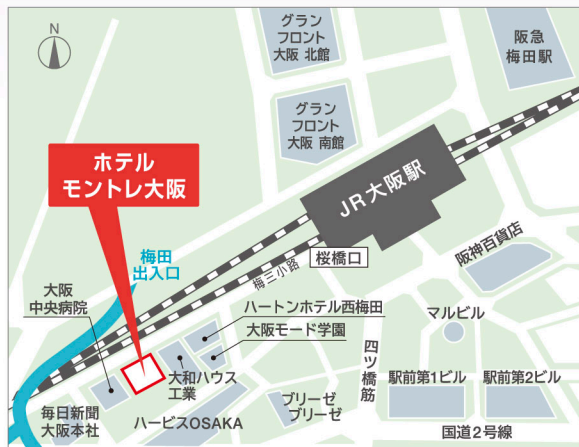 N
グラン
フロント
大阪 北館
阪急
梅田駅
グラン
フロント
大阪 南館
ホテル
モントレ大阪
JR大阪駅
桜橋口
梅三小路
阪神百貨店
梅田
出入口
大阪
中央病院
ハートンホテル西梅田
大阪モード学園
マルビル
四ツ橋筋
大和ハウス
工業
駅前第1ビル
駅前第2ビル
ブリーゼ
ブリーゼ
毎日新聞
大阪本社
ハービスOSAKA
国道2号線